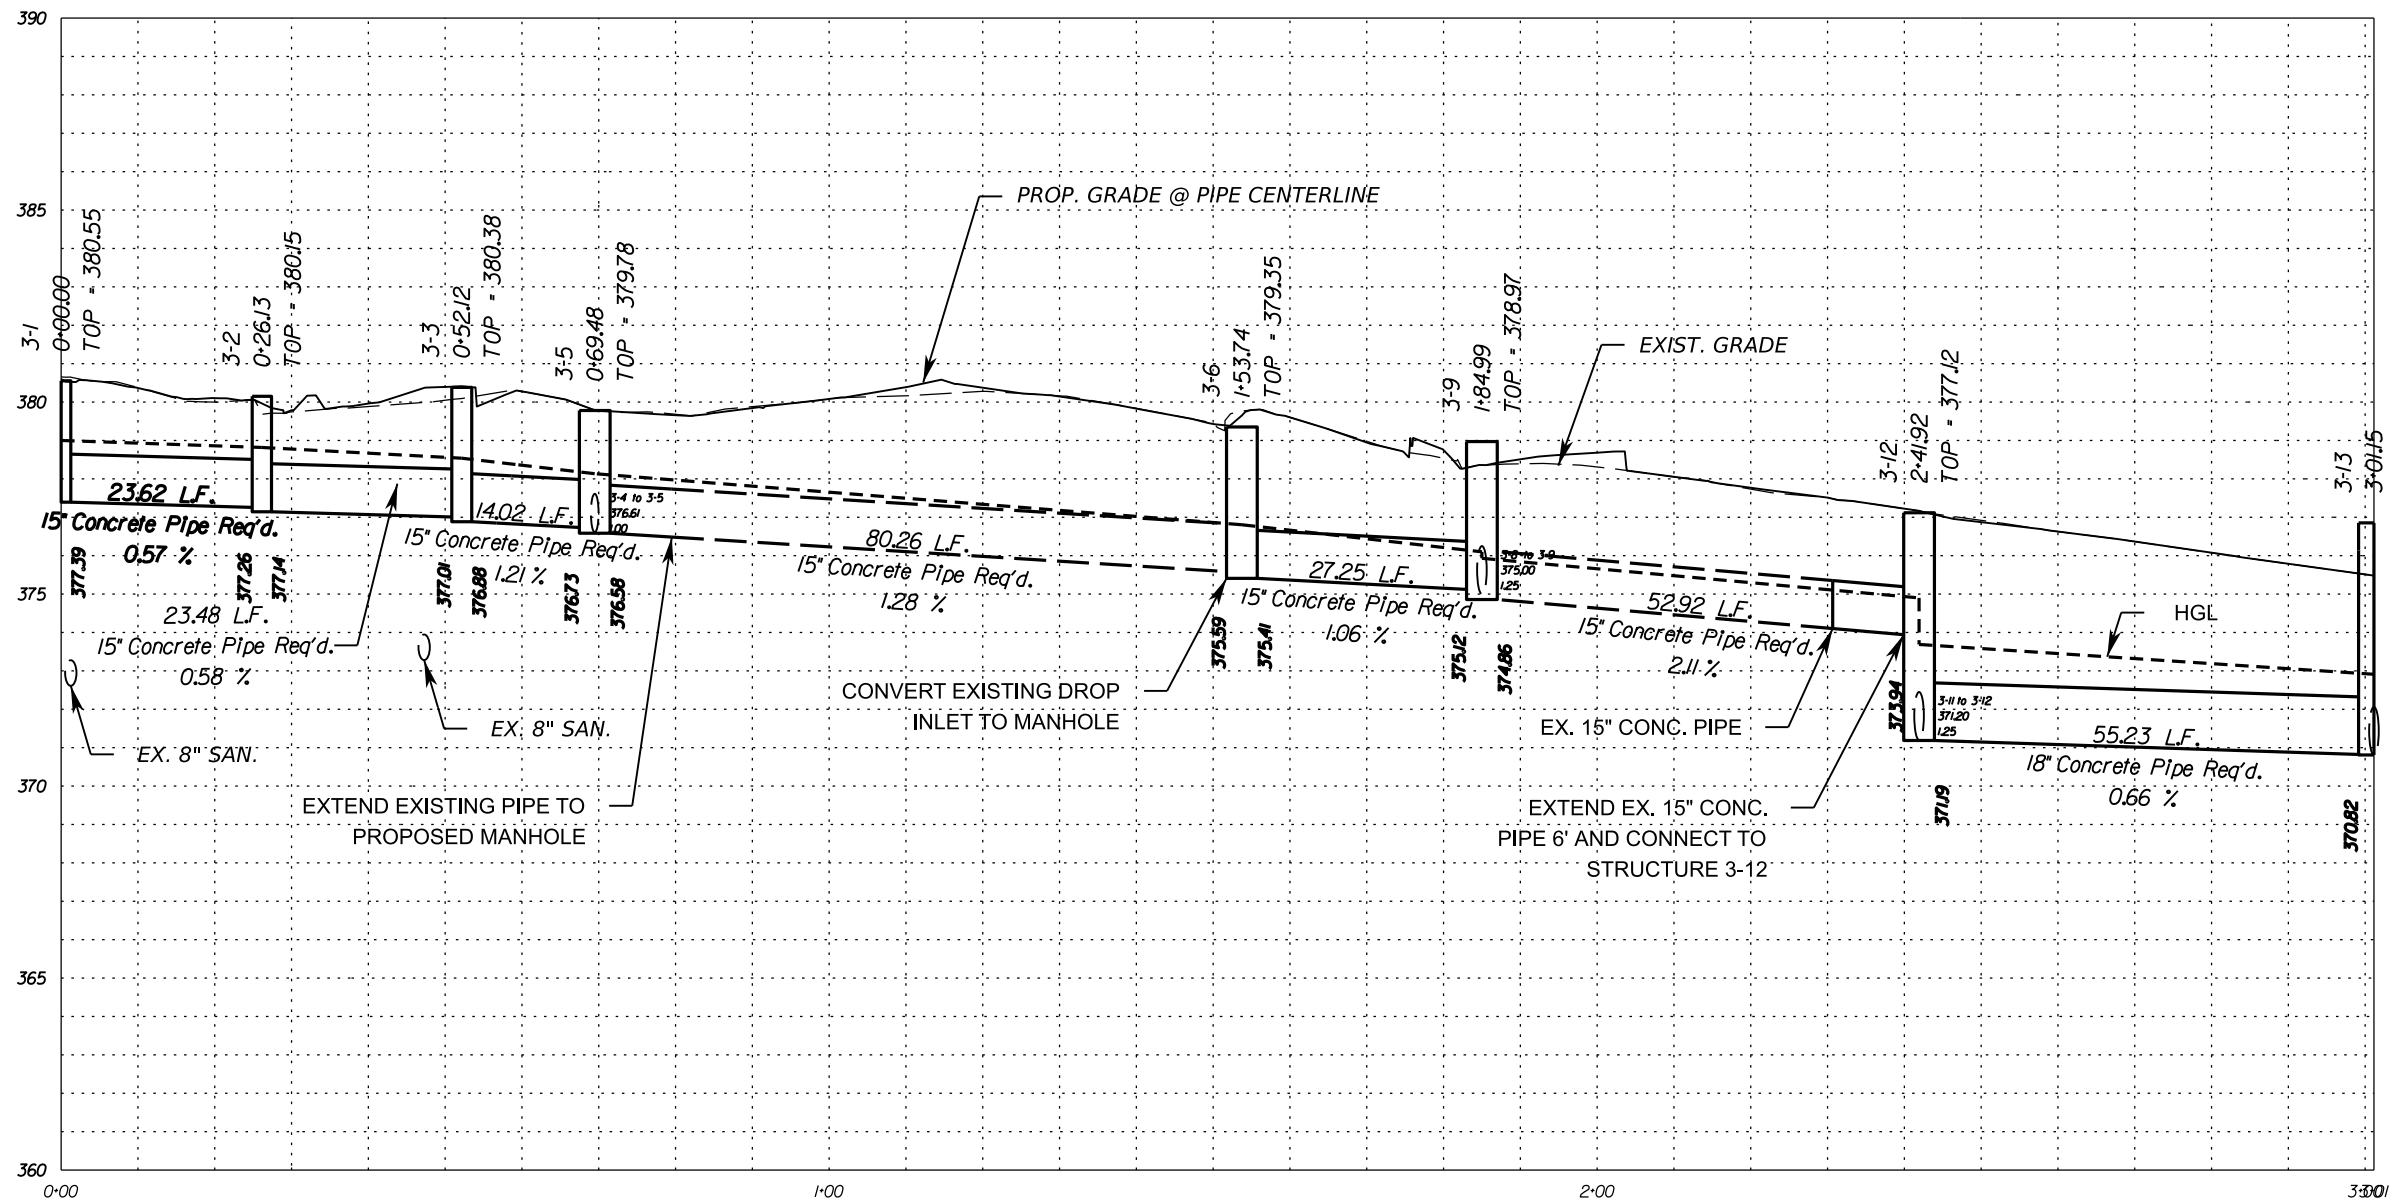 390
385
380
375
370
365
360
3-1
0+00.00
TOP = 380.55
3-2
0+26.13
TOP = 380.15
3-3
0+52.12
TOP = 380.38
3-5
0+69.48
TOP = 379.78
3-6
1+53.74
TOP = 379.35
3-9
1+84.99
TOP = 378.97
3-12
2+41.92
TOP = 377.12
3-13
3+01.15
PROP. GRADE @ PIPE CENTERLINE
EXIST. GRADE
23.62 L.F.
15" Concrete Pipe Req'd.
0.57 %
377.39
377.26
377.14
23.48 L.F.
15" Concrete Pipe Req'd.
0.58 %
377.01
376.88
14.02 L.F.
15" Concrete Pipe Req'd.
1.21 %
376.73
376.58
3-4 to 3-5
376.61
1.00
80.26 L.F.
15" Concrete Pipe Req'd.
1.28 %
375.59
375.41
27.25 L.F.
15" Concrete Pipe Req'd.
1.06 %
375.12
374.86
3-8 to 3-9
375.00
1.25
52.92 L.F.
15" Concrete Pipe Req'd.
2.11 %
373.94
3-11 to 3-12
371.20
1.25
371.19
55.23 L.F.
18" Concrete Pipe Req'd.
0.66 %
370.82
HGL
EX. 8" SAN.
EX. 8" SAN.
EXTEND EXISTING PIPE TO
PROPOSED MANHOLE
CONVERT EXISTING DROP
INLET TO MANHOLE
EX. 15" CONC. PIPE
EXTEND EX. 15" CONC.
PIPE 6' AND CONNECT TO
STRUCTURE 3-12
0+00
1+00
2+00